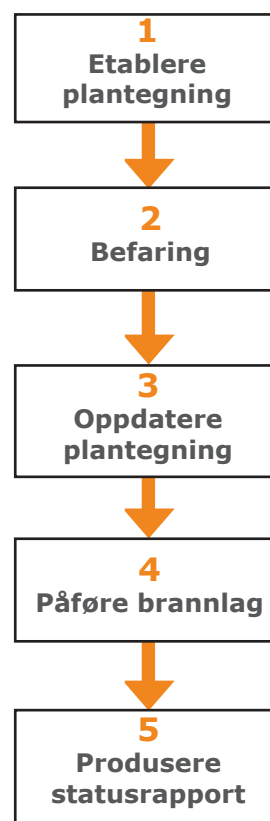 1
Etablere
plantegning
2
Befaring
3
Oppdatere
plantegning
4
Påføre brannlag
5
Produsere
statusrapport